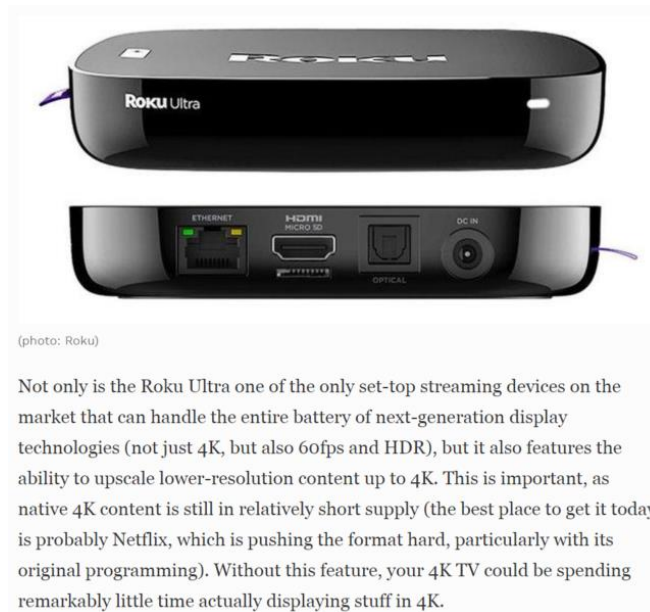 ROKU
ROKU Ultra
ETHERNET
HDMI
MICRO SD
OPTICAL
DC IN
(photo: Roku)
Not only is the Roku Ultra one of the only set-top streaming devices on the
market that can handle the entire battery of next-generation display
technologies (not just 4K, but also 60fps and HDR), but it also features the
ability to upscale lower-resolution content up to 4K. This is important, as
native 4K content is still in relatively short supply (the best place to get it today
is probably Netflix, which is pushing the format hard, particularly with its
original programming). Without this feature, your 4K TV could be spending
remarkably little time actually displaying stuff in 4K.